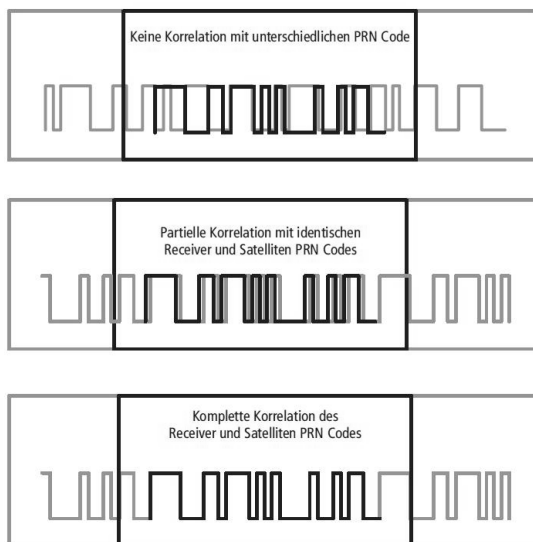 Keine Korrelation mit unterschiedlichen PRN Code
Partielle Korrelation mit identischen
Receiver und Satelliten PRN Codes
Komplette Korrelation des
Receiver und Satelliten PRN Codes